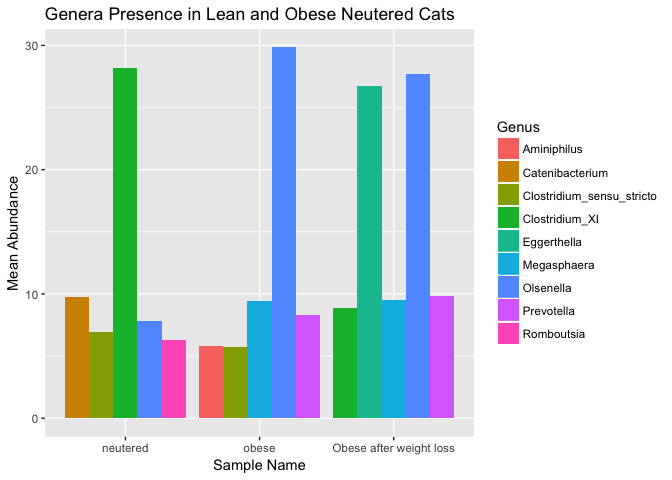 Genera Presence in Lean and Obese Neutered Cats
Mean Abundance
30
20
10
0
neutered
obese
Obese after weight loss
Sample Name
Genus
Aminiphilus
Catenibacterium
Clostridium_sensu_stricto
Clostridium_XI
Eggerthella
Megasphaera
Olsenella
Prevotella
Romboutsia